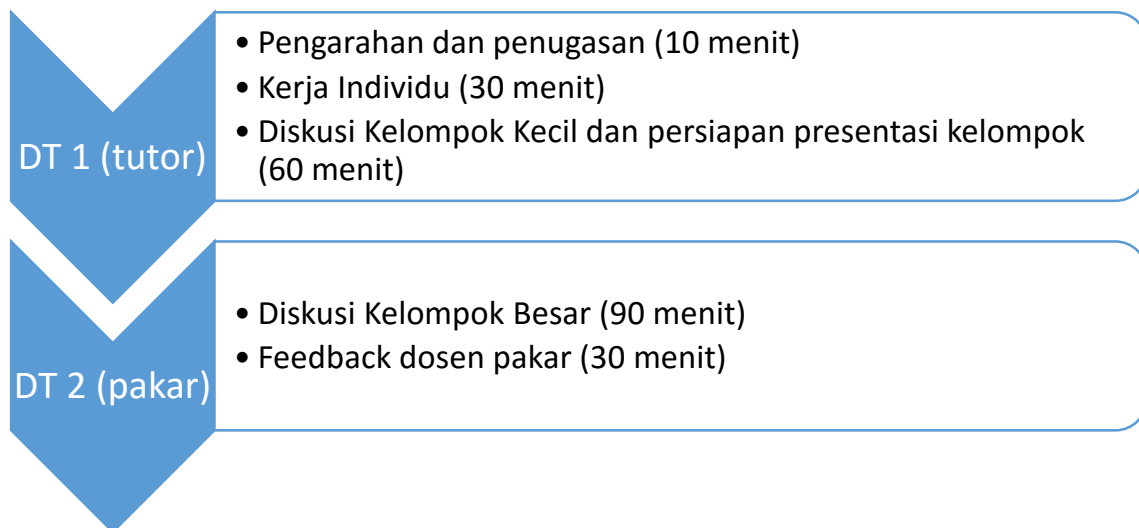 DT 1 (tutor)
• Pengarahan dan penugasan (10 menit)
• Kerja Individu (30 menit)
• Diskusi Kelompok Kecil dan persiapan presentasi kelompok
(60 menit)
DT 2 (pakar)
• Diskusi Kelompok Besar (90 menit)
• Feedback dosen pakar (30 menit)